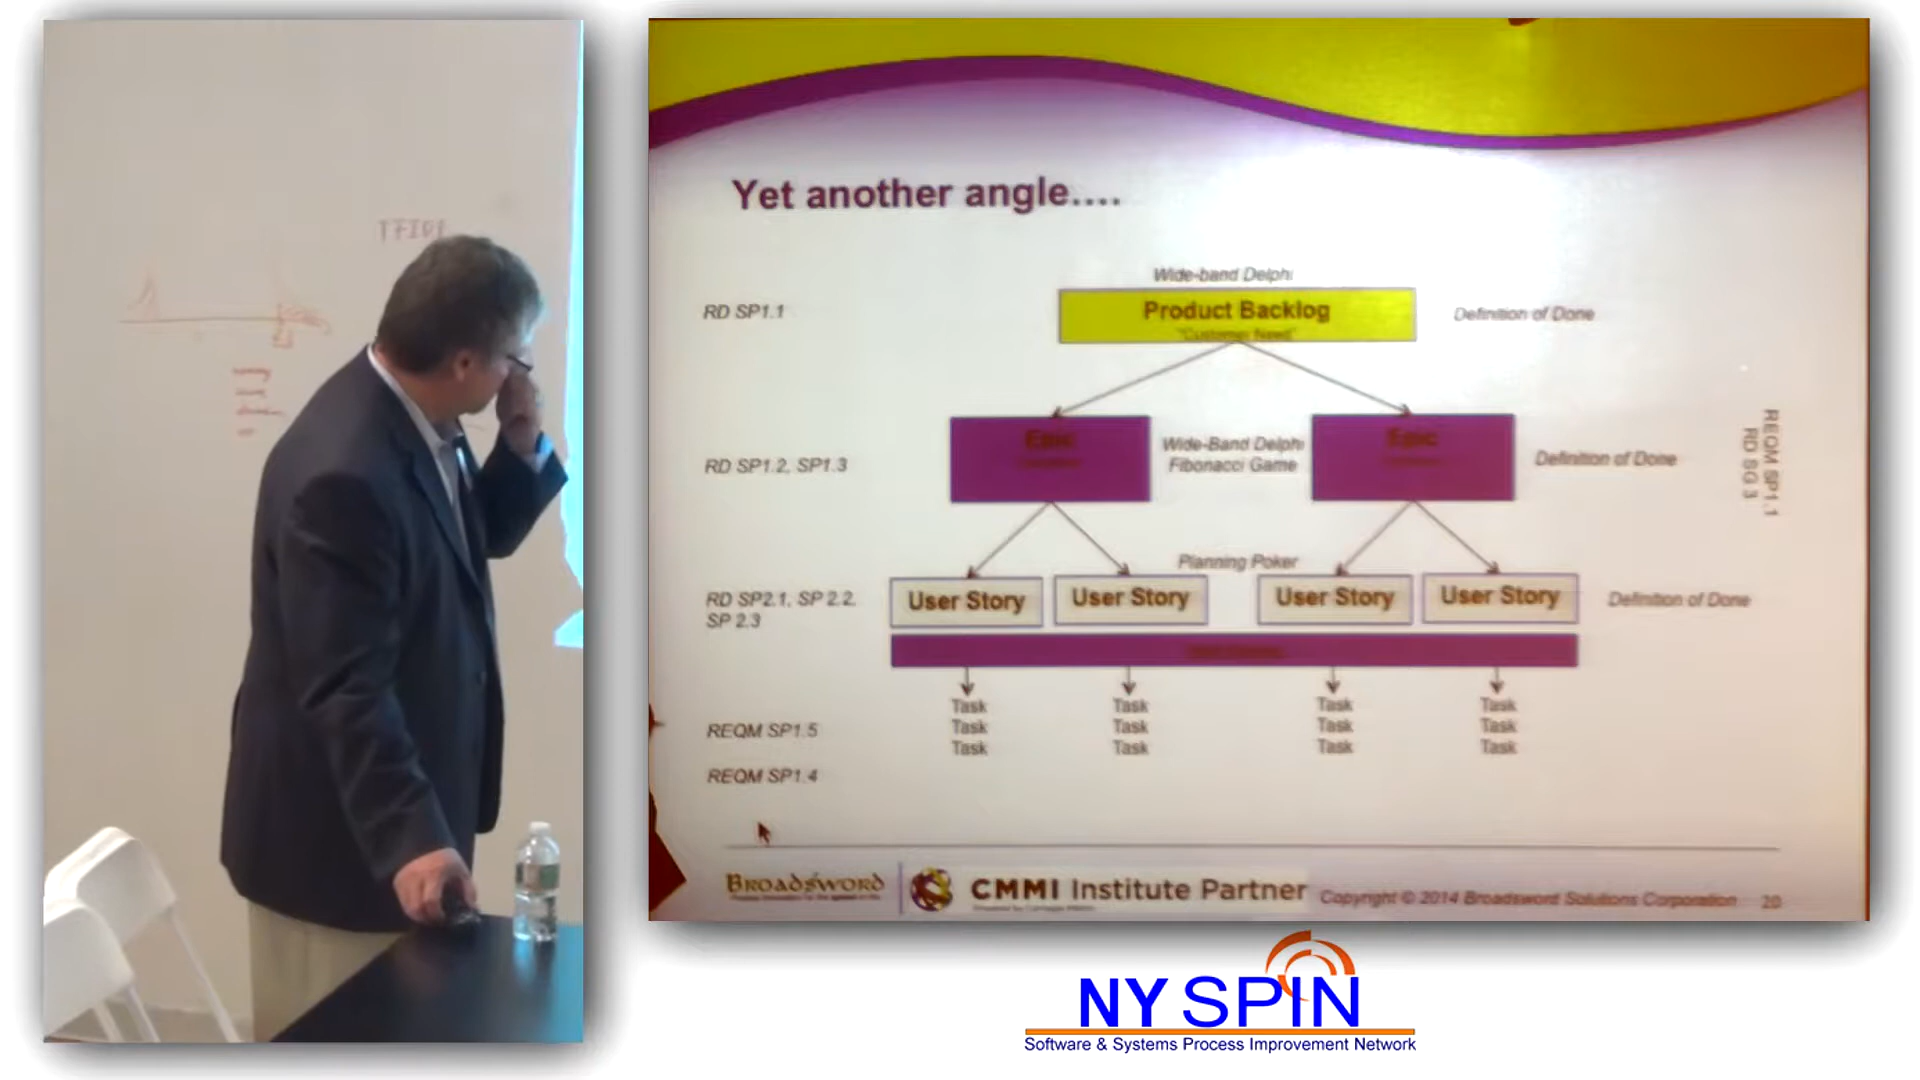 TFIDF
Yet another angle....
Wide-band Delphi
RD SP1.1
Product Backlog
"Customer Need"
Definition of Done
RD SP1.2, SP1.3
Epic
Wide-Band Delphi
Fibonacci Game
Epic
Definition of Done
REQM SP1.1
RD SG 3
Planning Poker
RD SP2.1, SP 2.2,
SP 2.3
User Story
User Story
User Story
User Story
Definition of Done
Task
Task
Task
Task
Task
Task
Task
Task
Task
Task
Task
Task
REQM SP1.5
REQM SP1.4
BROADSWORD
CMMI Institute Partner
Copyright © 2014 Broadsword Solutions Corporation
20
NY SPIN
Software & Systems Process Improvement Network